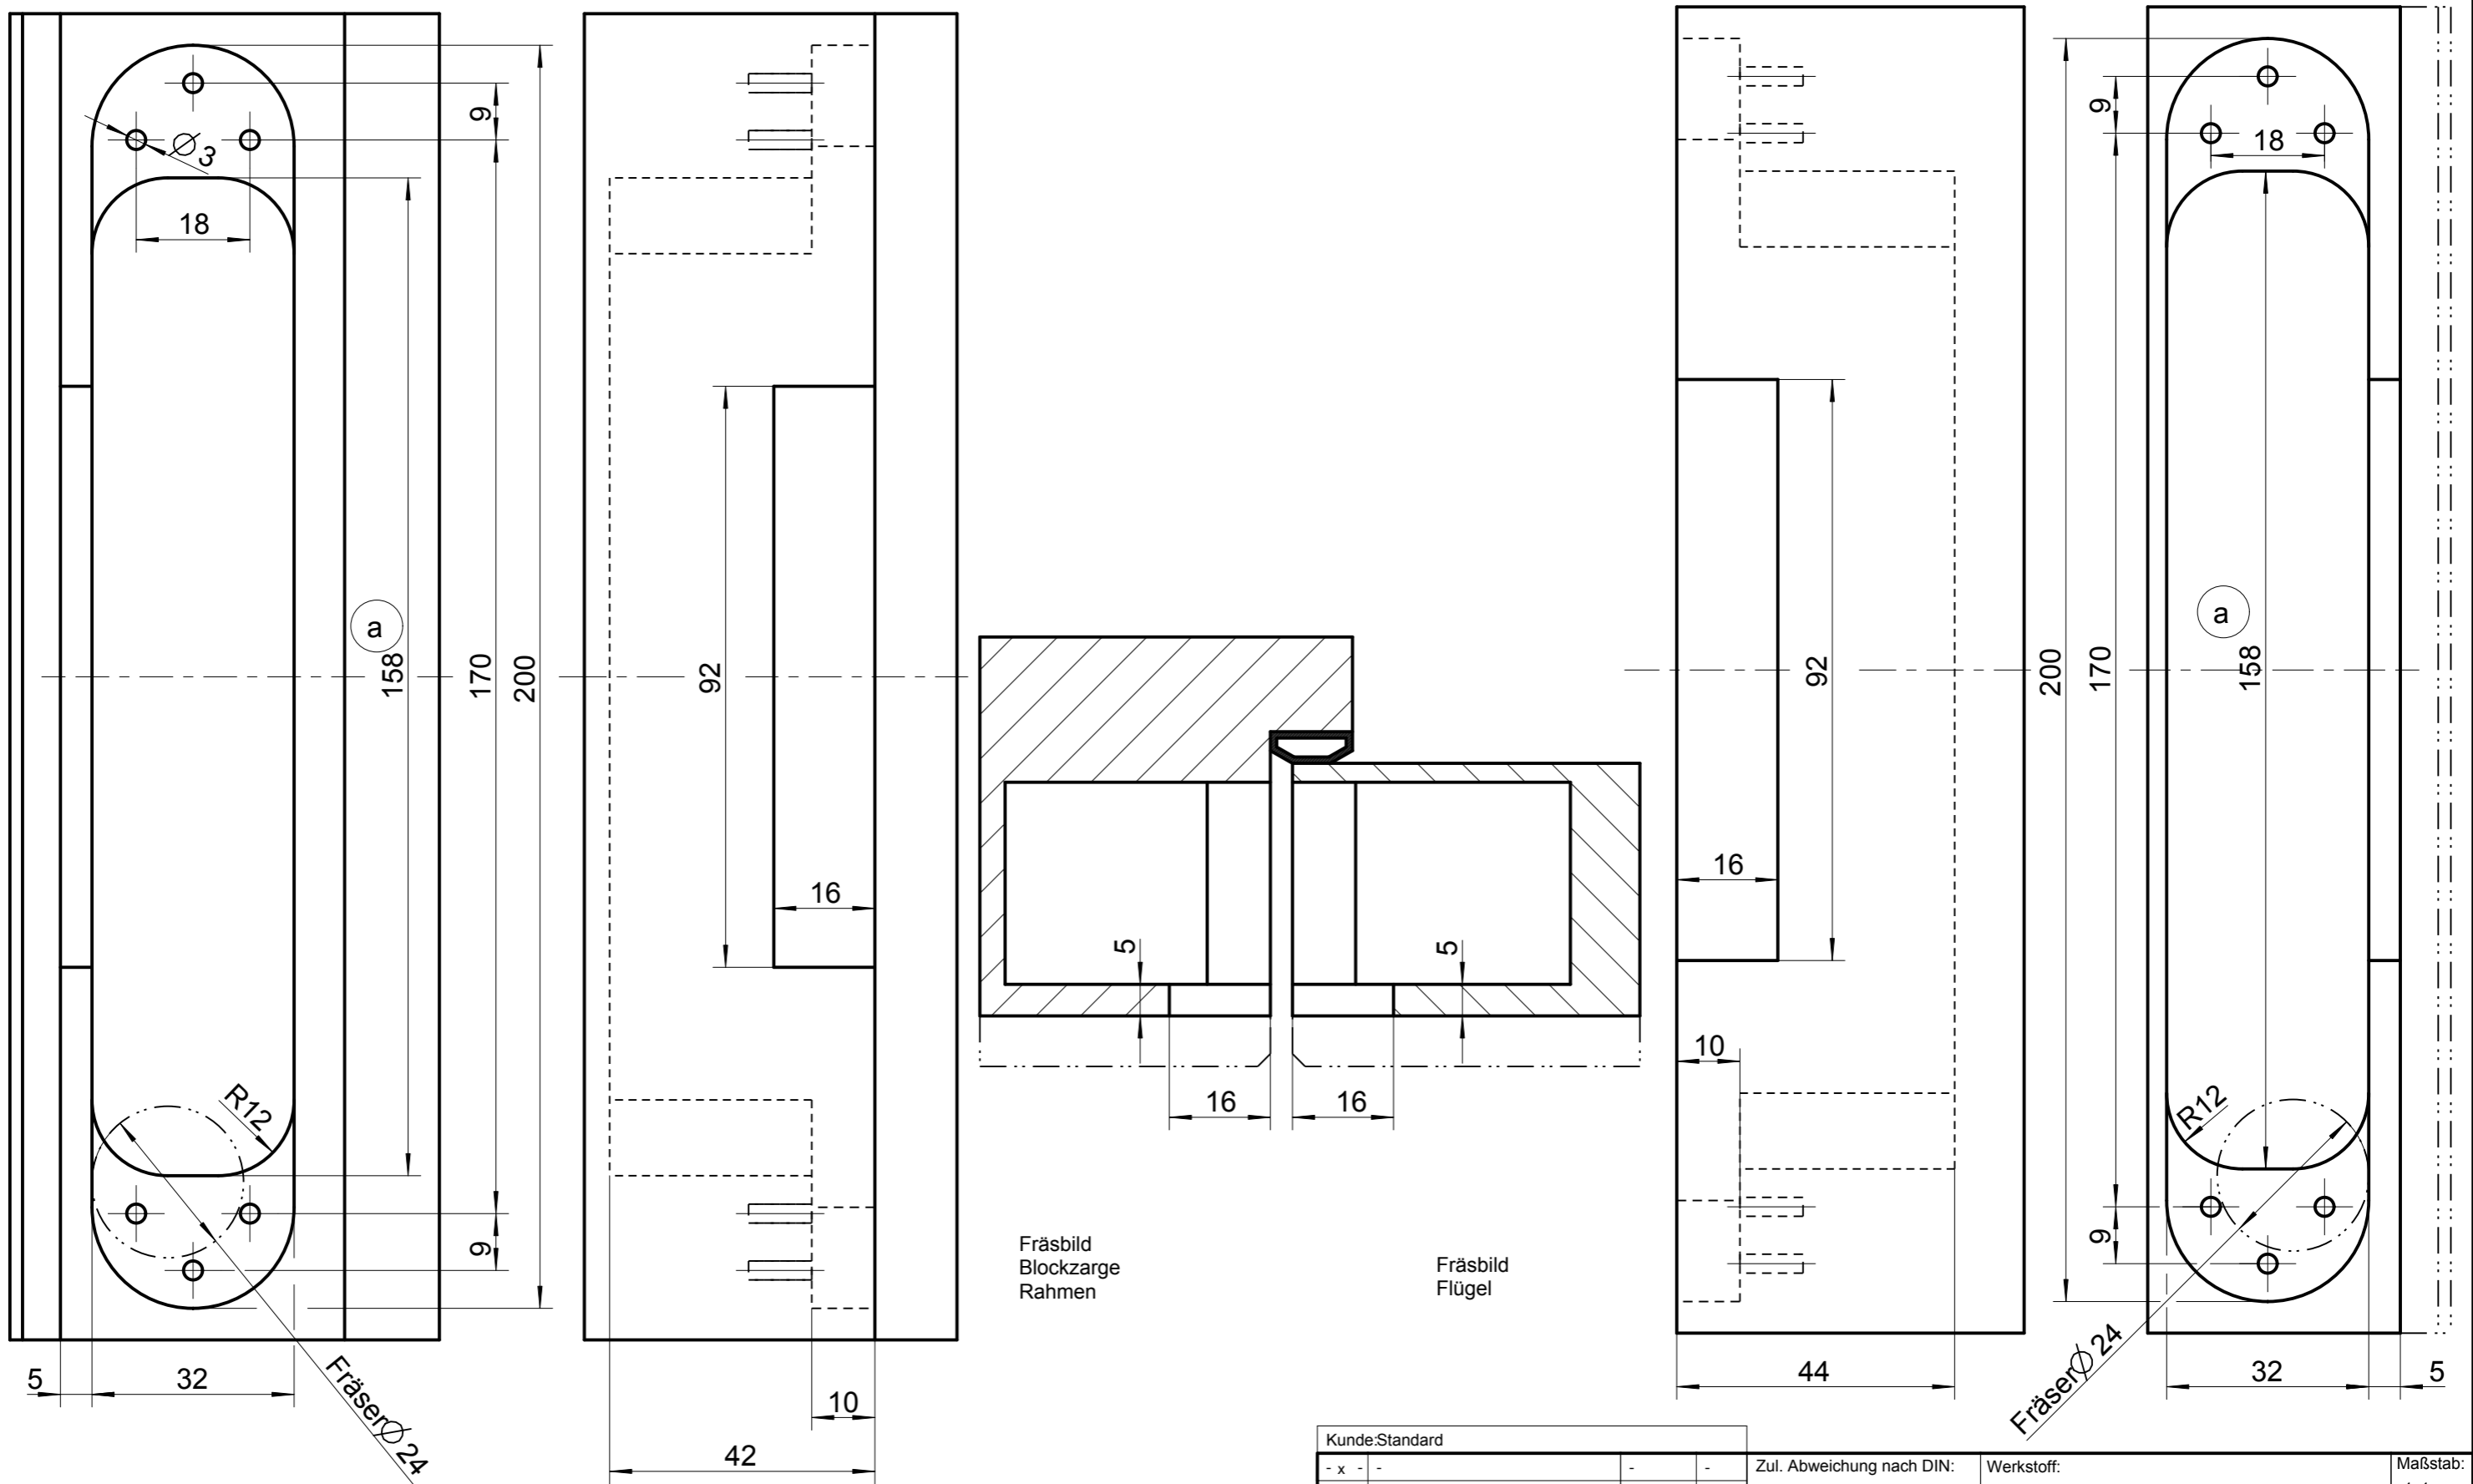 9
⌀ 3
18
a
158
170
200
R12
9
5
32
Fräser⌀ 24
92
16
10
42
5
5
16
16
Fräsbild
Blockzarge
Rahmen
Fräsbild
Flügel
92
16
10
44
9
18
a
200
170
158
R12
9
Fräser⌀ 24
32
5
Kunde:Standard
- x - - - -
Zul. Abweichung nach DIN:
Werkstoff:
Maßstab: